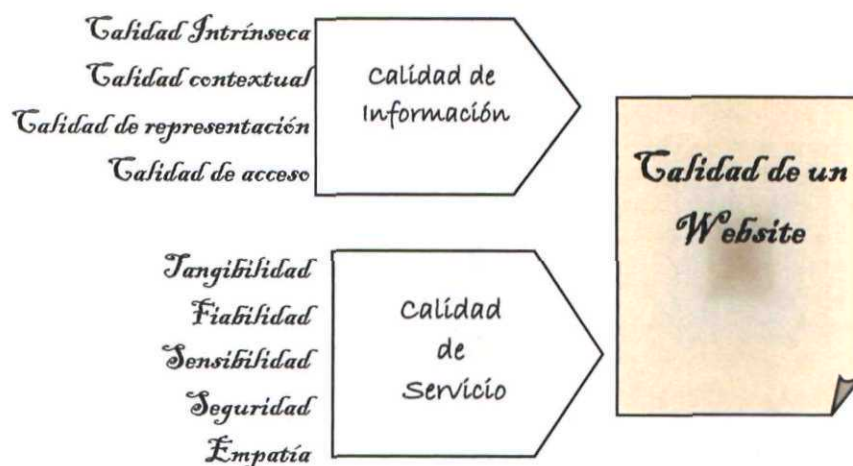 Calidad Intrínseca
Calidad contextual
Calidad de representación
Calidad de acceso
Calidad de
Información
Tangibilidad
Fiabilidad
Sensibilidad
Seguridad
Empatía
Calidad
de
Servicio
Calidad de un
Website